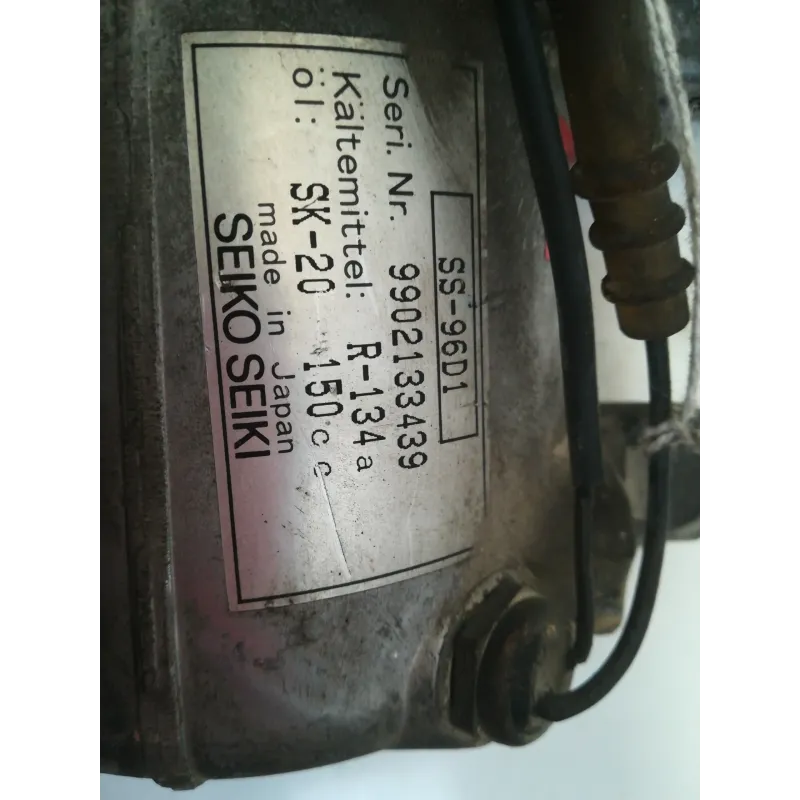 SS-96D1
Seri. Nr. 9902133439
Kältemittel: R-134a
öl: SK-20 150cc
made in Japan
SEIKO SEIKI